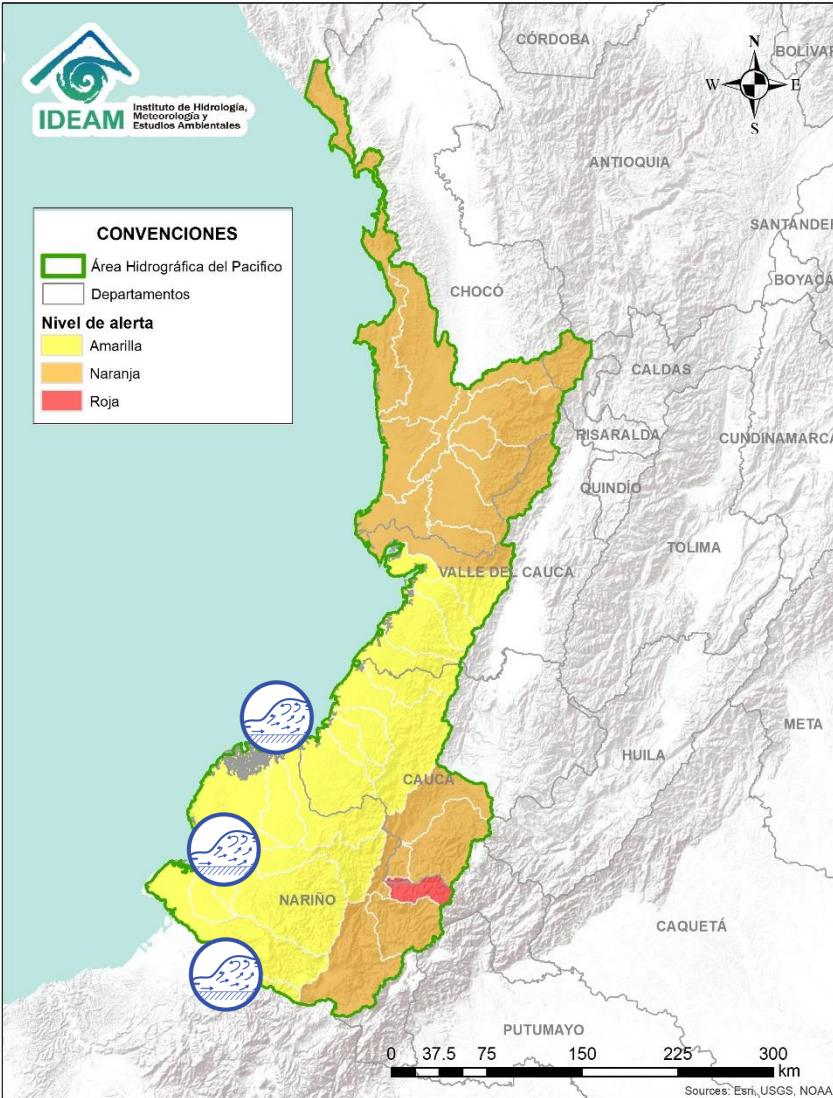 IDEAM
Instituto de Hidrología,
Meteorología y
Estudios Ambientales
CÓRDOBA
BOLÍVAR
N
W
E
S
ANTIOQUIA
CONVENCIONES
Área Hidrográfica del Pacifico
Departamentos
Nivel de alerta
Amarilla
Naranja
Roja
SANTANDER
BOYACÁ
CHOCÓ
CALDAS
RISARALDA
CUNDINAMARCA
QUINDÍO
TOLIMA
VALLE DEL CAUCA
META
HUILA
CAUCA
NARIÑO
CAQUETÁ
PUTUMAYO
0 37.5 75 150 225 300
km
Sources: Esri, USGS, NOAA